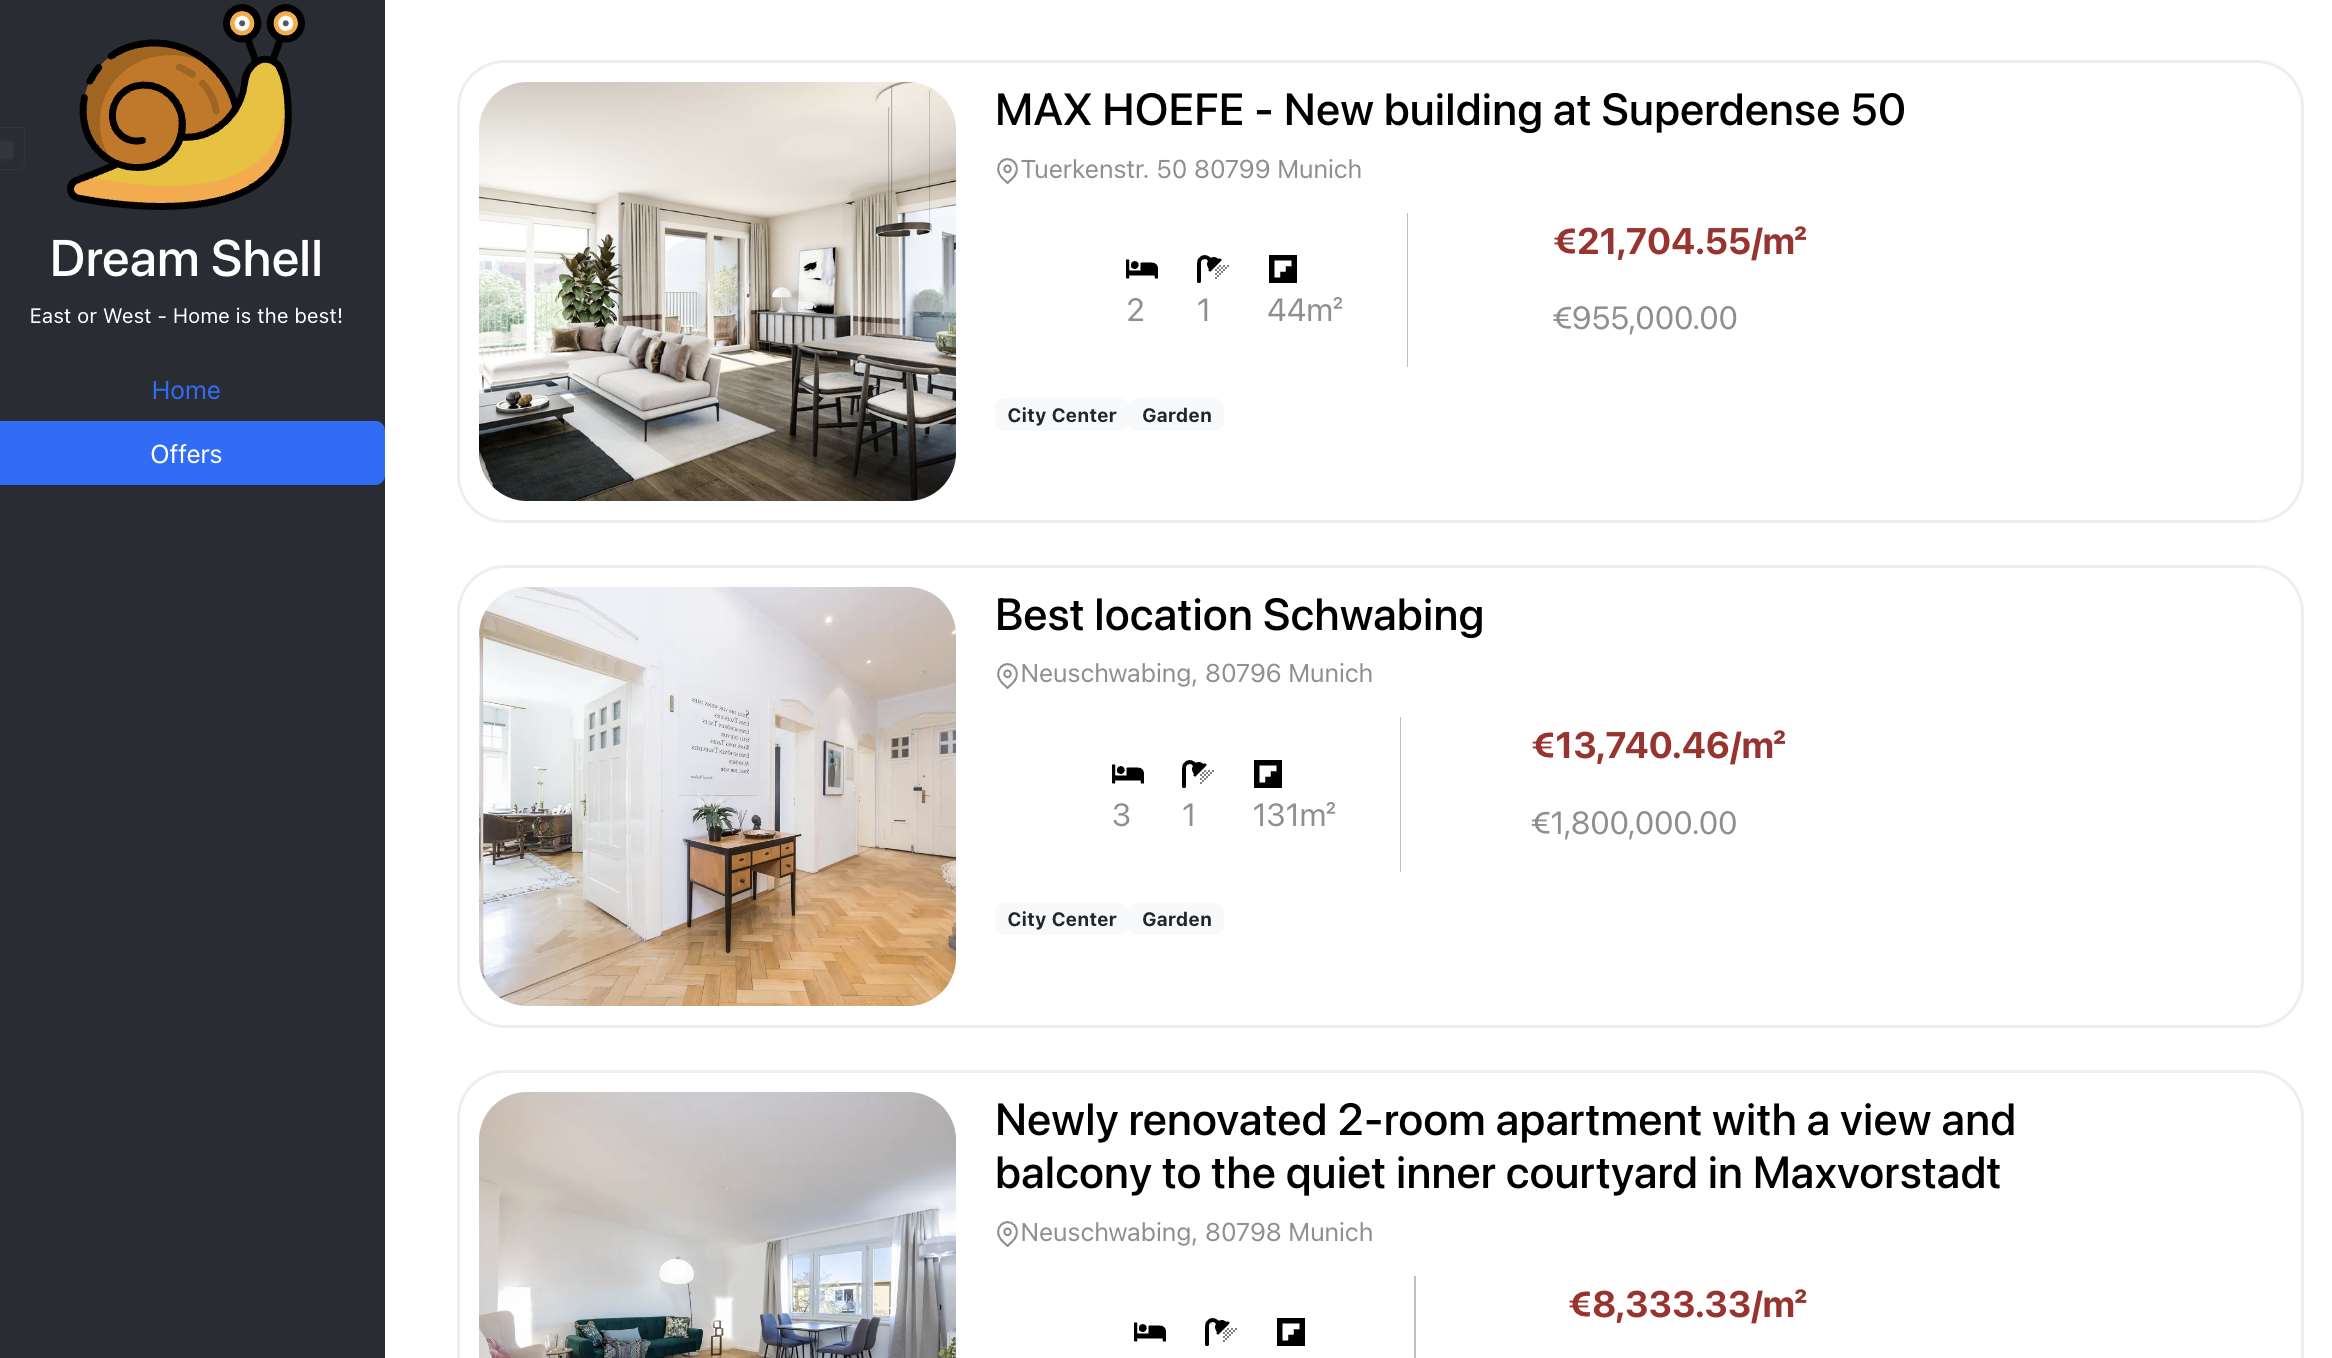 Dream Shell
East or West - Home is the best!
Home
Offers
MAX HOEFE - New building at Superdense 50
Tuerkenstr. 50 80799 Munich
2 1 44m²
€21,704.55/m²
€955,000.00
City Center Garden
Best location Schwabing
Neuschwabing, 80796 Munich
3 1 131m²
€13,740.46/m²
€1,800,000.00
City Center Garden
Newly renovated 2-room apartment with a view and
balcony to the quiet inner courtyard in Maxvorstadt
Neuschwabing, 80798 Munich
€8,333.33/m²